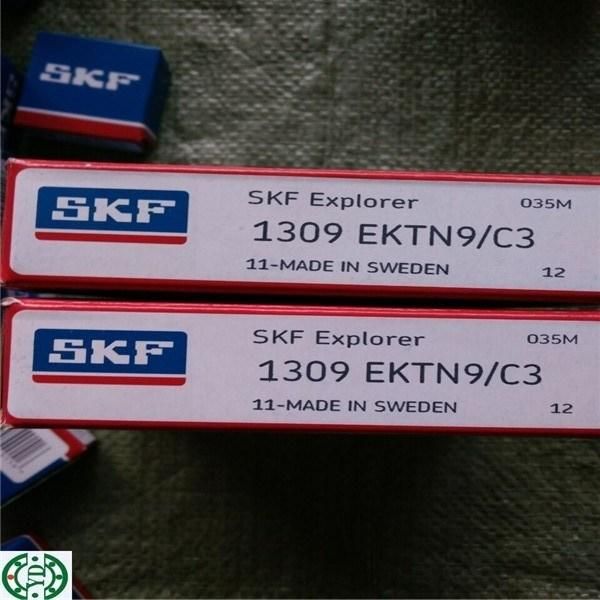 SKF
SKF
SKF Explorer 035M
1309 EKTN9/C3
11-MADE IN SWEDEN 12
SKF
SKF Explorer 035M
1309 EKTN9/C3
11-MADE IN SWEDEN 12